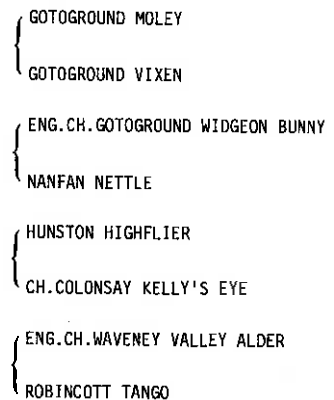 GOTOGROUND MOLEY
GOTOGROUND VIXEN
ENG.CH.GOTOGROUND WIDGEON BUNNY
NANFAN NETTLE
HUNSTON HIGHFLIER
CH.COLONSAY KELLY'S EYE
ENG.CH.WAVENEY VALLEY ALDER
ROBINCOTT TANGO